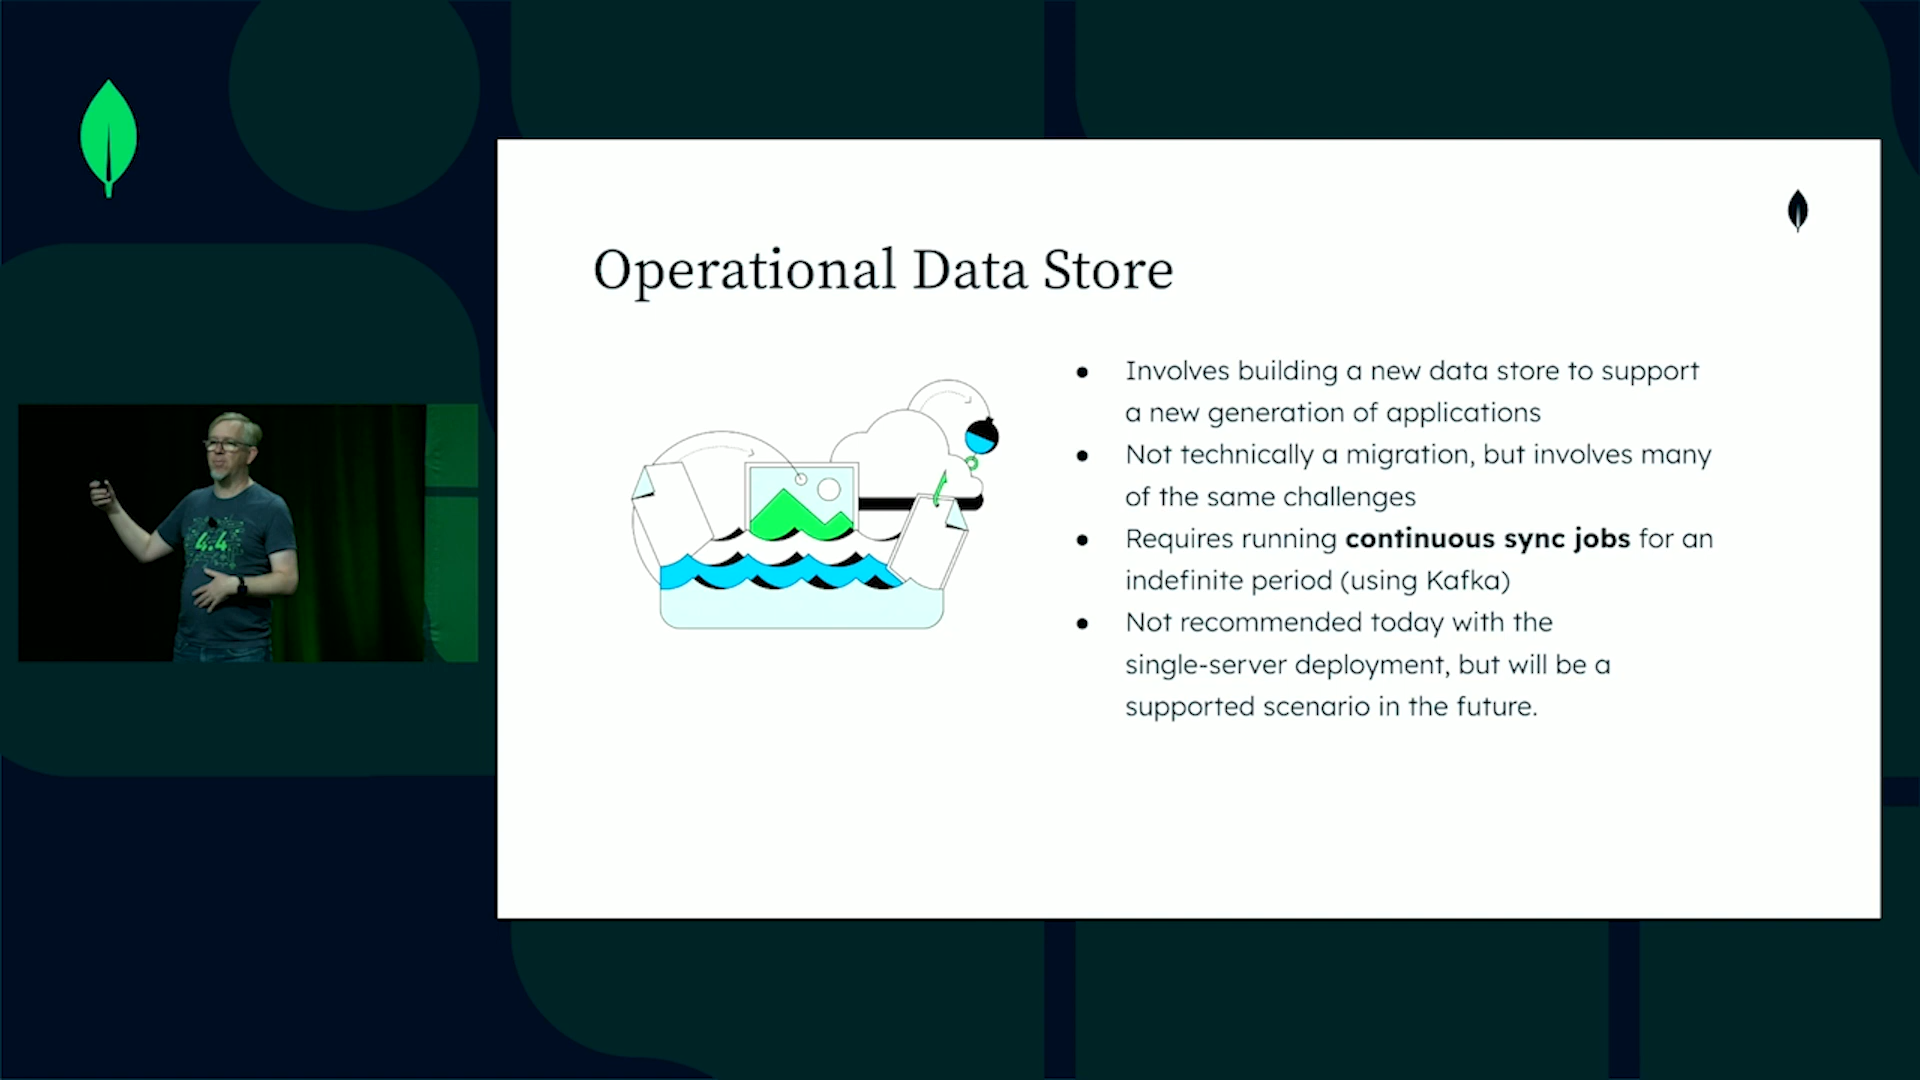 Operational Data Store
● Involves building a new data store to support
a new generation of applications
● Not technically a migration, but involves many
of the same challenges
● Requires running continuous sync jobs for an
indefinite period (using Kafka)
● Not recommended today with the
single-server deployment, but will be a
supported scenario in the future.
4.4